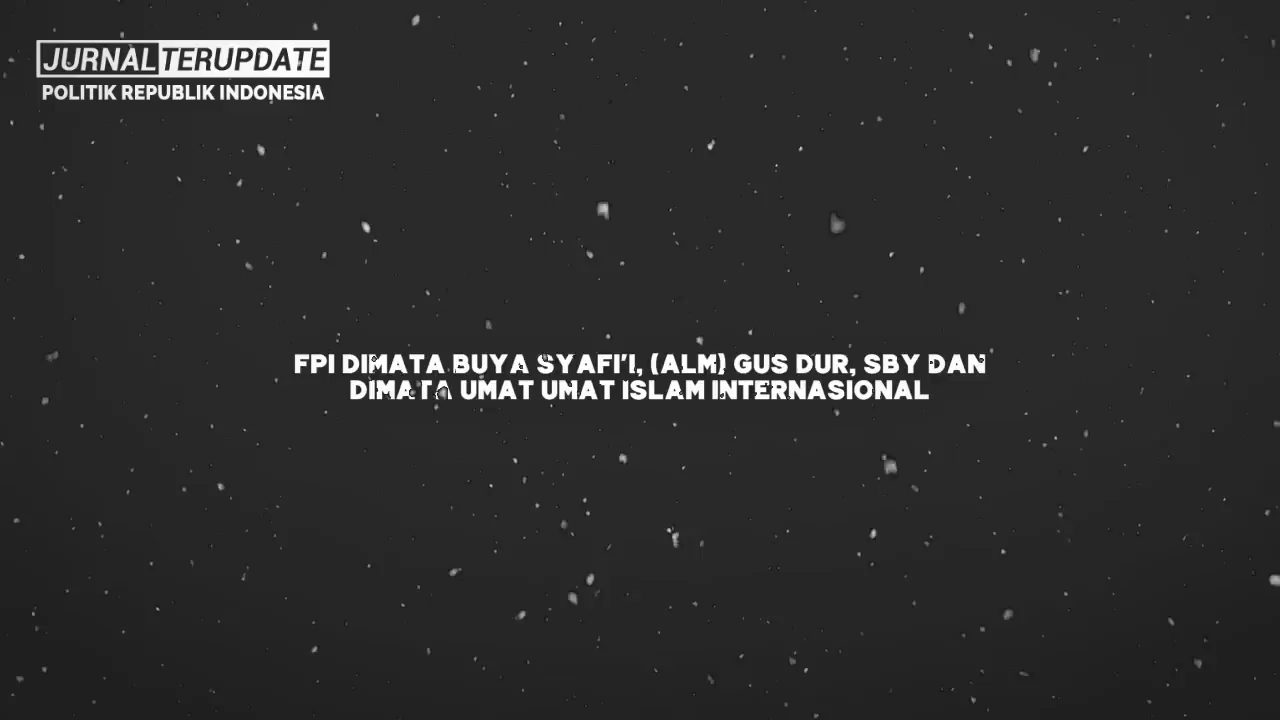 JURNALTERUPDATE
POLITIK REPUBLIK INDONESIA
FPI DIMATA BUYA SYAFI'I, (ALM) GUS DUR, SBY DAN
DIMATA UMAT UMAT ISLAM INTERNASIONAL